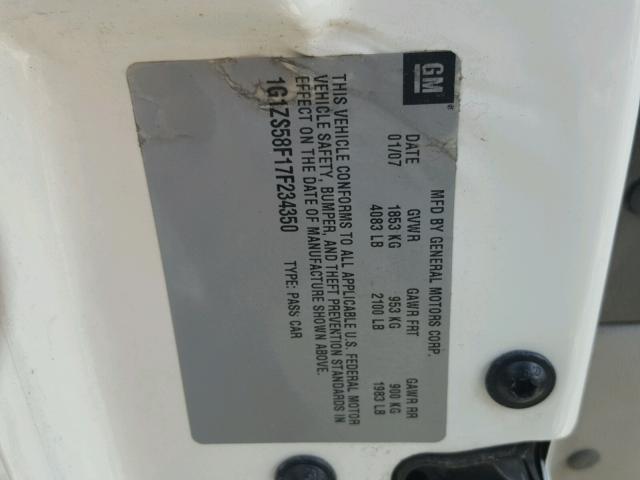 GM
MFD BY GENERAL MOTORS CORP.
DATE GVWR GAWR FRT GAWR RR
01/07 1853 KG 953 KG 900 KG
4083 LB 2100 LB 1983 LB
THIS VEHICLE CONFORMS TO ALL APPLICABLE U.S. FEDERAL MOTOR
VEHICLE SAFETY, BUMPER, AND THEFT PREVENTION STANDARDS IN
EFFECT ON THE DATE OF MANUFACTURE SHOWN ABOVE.
1G1ZS58F17F234350 TYPE: PASS CAR